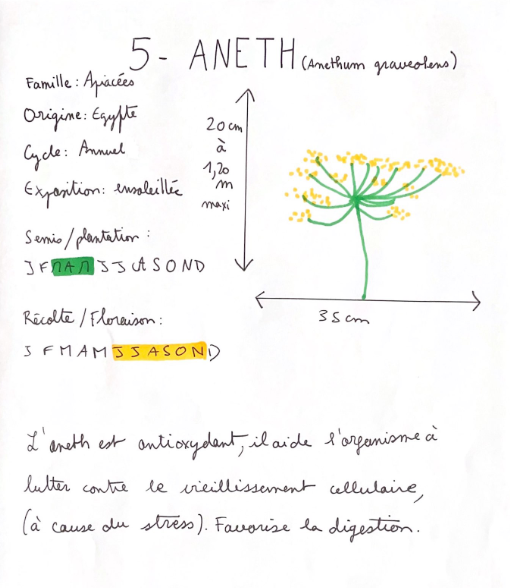 5 - ANETH (Anethum graveolens)
Famille : Apiacées
Origine : Egypte
Cycle : Annuel
Exposition : ensoleillée
20 cm
à
1,20
m
maxi
Semis / plantation :
J F M A M J J A S O N D
35 cm
Récolte / Floraison :
J F M A M J J A S O N D
L'aneth est antioxydant, il aide l'organisme à
lutter contre le vieillissement cellulaire,
(à cause du stress). Favorise la digestion.